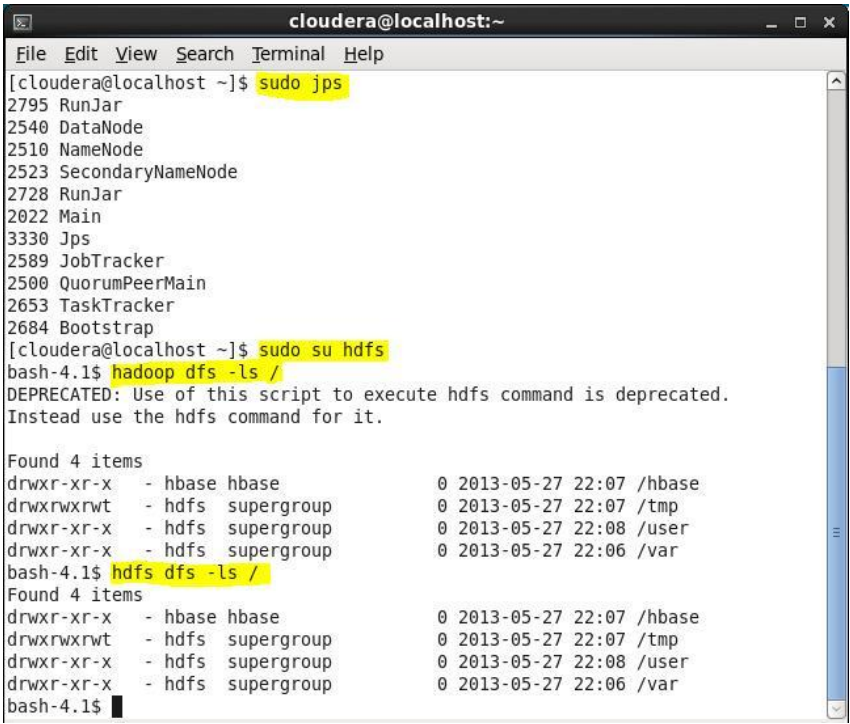 cloudera@localhost:~
File Edit View Search Terminal Help
[cloudera@localhost ~]$ sudo jps
2795 RunJar
2540 DataNode
2510 NameNode
2523 SecondaryNameNode
2728 RunJar
2022 Main
3330 Jps
2589 JobTracker
2500 QuorumPeerMain
2653 TaskTracker
2684 Bootstrap
[cloudera@localhost ~]$ sudo su hdfs
bash-4.1$ hadoop dfs -ls /
DEPRECATED: Use of this script to execute hdfs command is deprecated.
Instead use the hdfs command for it.

Found 4 items
drwxr-xr-x   - hbase hbase               0 2013-05-27 22:07 /hbase
drwxrwxrwt   - hdfs  supergroup          0 2013-05-27 22:07 /tmp
drwxr-xr-x   - hdfs  supergroup          0 2013-05-27 22:08 /user
drwxr-xr-x   - hdfs  supergroup          0 2013-05-27 22:06 /var
bash-4.1$ hdfs dfs -ls /
Found 4 items
drwxr-xr-x   - hbase hbase               0 2013-05-27 22:07 /hbase
drwxrwxrwt   - hdfs  supergroup          0 2013-05-27 22:07 /tmp
drwxr-xr-x   - hdfs  supergroup          0 2013-05-27 22:08 /user
drwxr-xr-x   - hdfs  supergroup          0 2013-05-27 22:06 /var
bash-4.1$